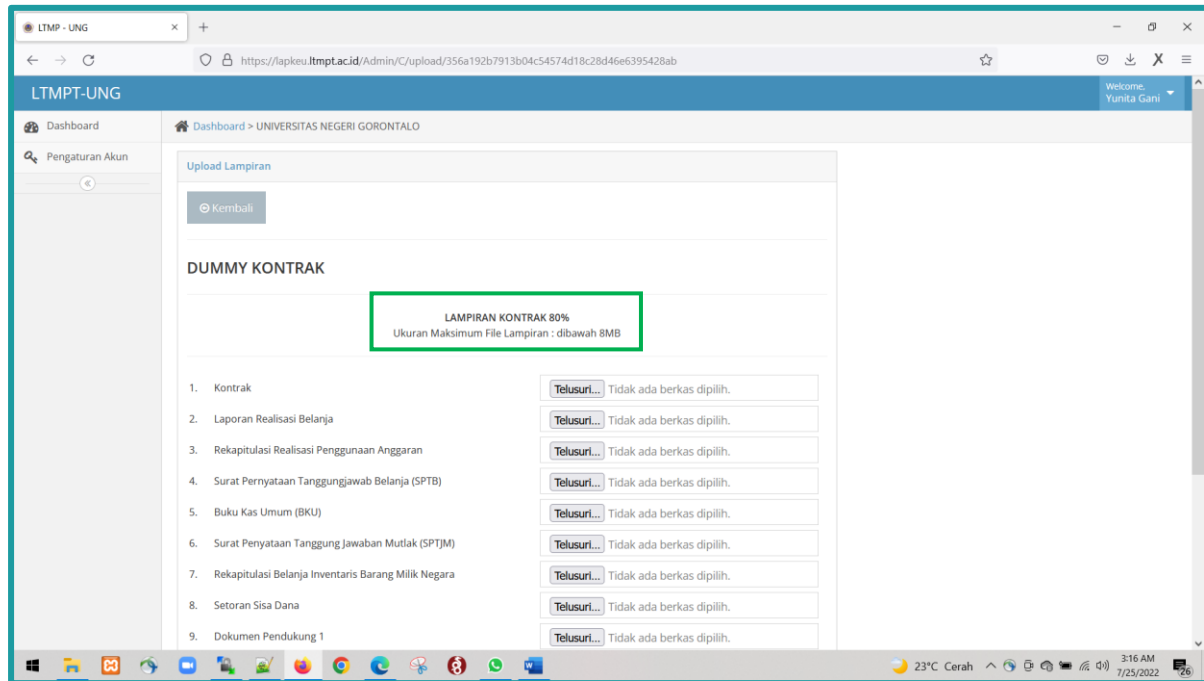 LTMP - UNG
https://lapkeu.ltmpt.ac.id/Admin/C/upload/356a192b7913b04c54574d18c28d46e6395428ab
LTMPT-UNG
Welcome,
Yunita Gani
Dashboard
Dashboard > UNIVERSITAS NEGERI GORONTALO
Pengaturan Akun
Upload Lampiran
Kembali
DUMMY KONTRAK
LAMPIRAN KONTRAK 80%
Ukuran Maksimum File Lampiran : dibawah 8MB
1. Kontrak Telusuri... Tidak ada berkas dipilih.
2. Laporan Realisasi Belanja Telusuri... Tidak ada berkas dipilih.
3. Rekapitulasi Realisasi Penggunaan Anggaran Telusuri... Tidak ada berkas dipilih.
4. Surat Pernyataan Tanggungjawab Belanja (SPTB) Telusuri... Tidak ada berkas dipilih.
5. Buku Kas Umum (BKU) Telusuri... Tidak ada berkas dipilih.
6. Surat Penyataan Tanggung Jawaban Mutlak (SPTJM) Telusuri... Tidak ada berkas dipilih.
7. Rekapitulasi Belanja Inventaris Barang Milik Negara Telusuri... Tidak ada berkas dipilih.
8. Setoran Sisa Dana Telusuri... Tidak ada berkas dipilih.
9. Dokumen Pendukung 1 Telusuri... Tidak ada berkas dipilih.
23°C Cerah
3:16 AM
7/25/2022
26